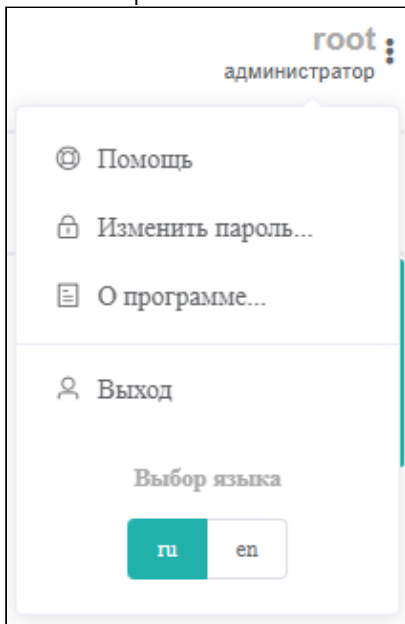 root
администратор
Помощь
Изменить пароль...
О программе...
Выход
Выбор языка
ru en